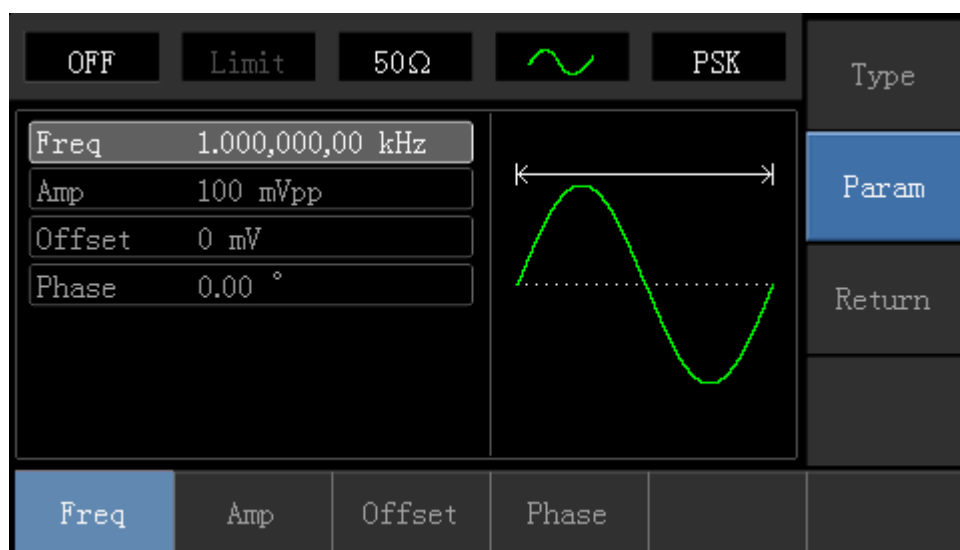 OFF Limit 50Ω PSK
Type
Freq 1.000,000,00 kHz
Amp 100 mVpp
Offset 0 mV
Phase 0.00 °
Param
Return
Freq Amp Offset Phase